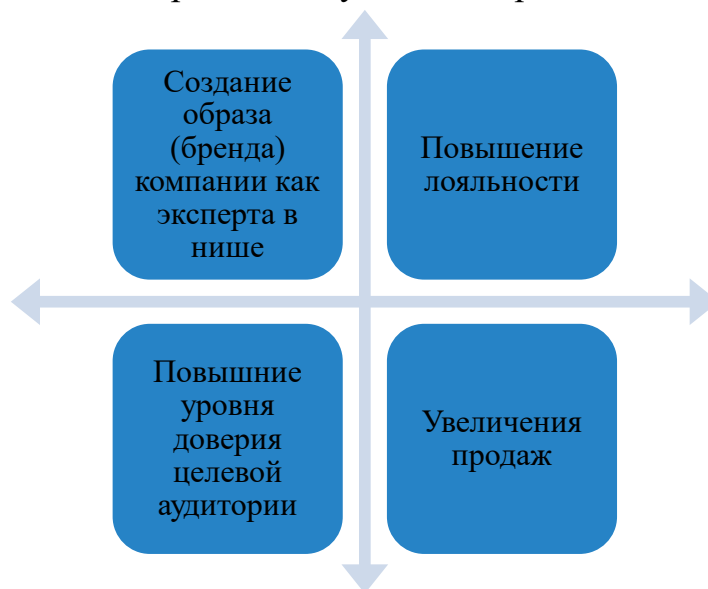 Создание
образа
(бренда)
компании как
эксперта в
нише
Повышение
лояльности
Повышние
уровня
доверия
целевой
аудитории
Увеличения
продаж